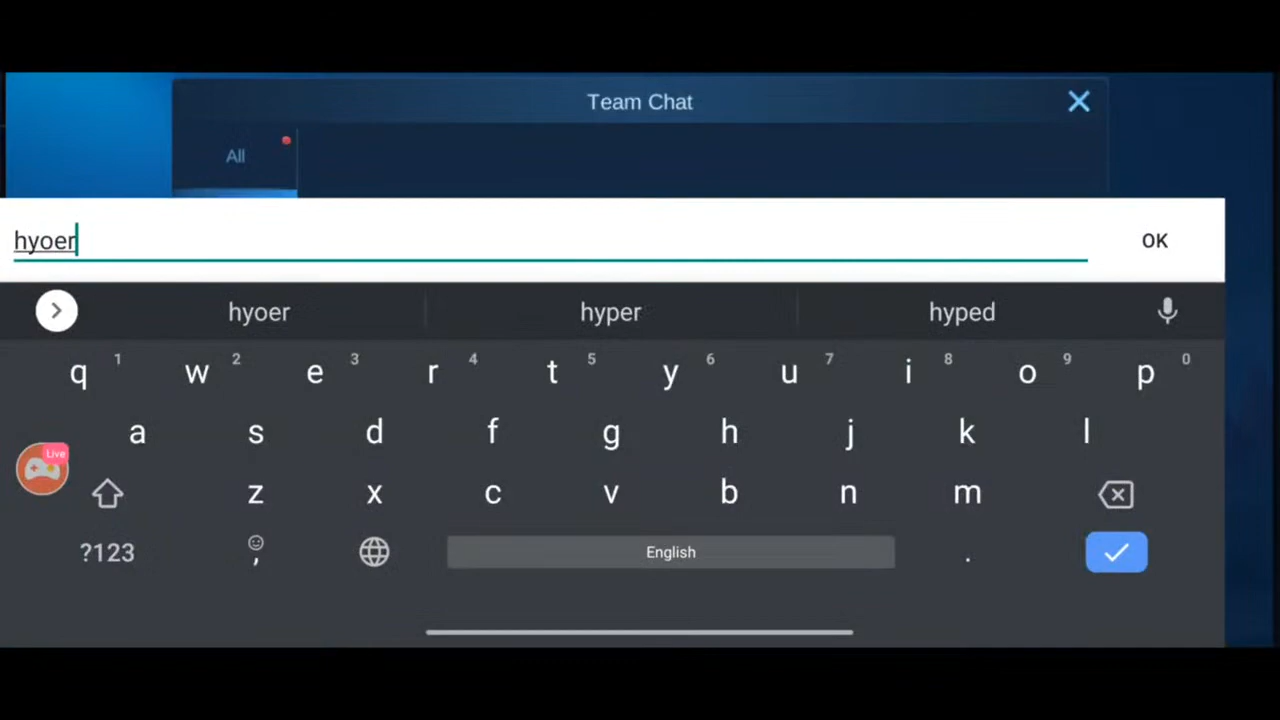 Team Chat
All
hyoer OK
hyoer hyper hyped
q 1 w 2 e 3 r 4 t 5 y 6 u 7 i 8 o 9 p 0
a s d f g h j k l
Live
z x c v b n m
?123 , English .